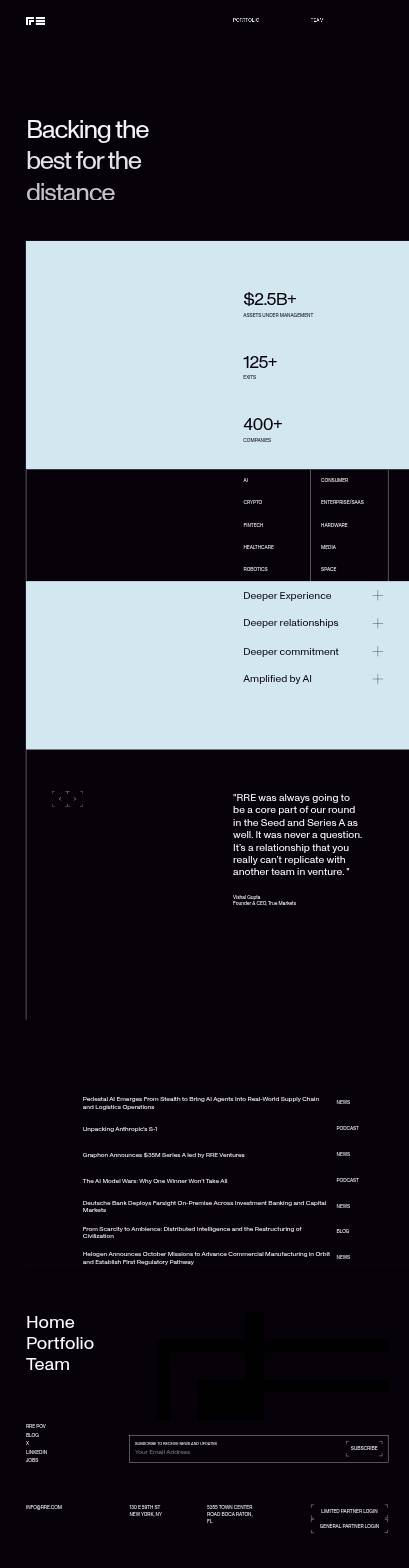 RRE
PORTFOLIO
TEAM
Backing the
best for the
distance
$2.5B+
ASSETS UNDER MANAGEMENT
125+
EXITS
400+
COMPANIES
AI
CONSUMER
CRYPTO
ENTERPRISE/SAAS
FINTECH
HARDWARE
HEALTHCARE
MEDIA
ROBOTICS
SPACE
Deeper Experience
Deeper relationships
Deeper commitment
Amplified by AI
"RRE was always going to
be a core part of our round
in the Seed and Series A as
well. It was never a question.
It's a relationship that you
really can't replicate with
another team in venture."
Vishal Gupta
Founder & CEO, True Markets
Pedestal AI Emerges From Stealth to Bring AI Agents Into Real-World Supply Chain
and Logistics Operations
NEWS
Unpacking Anthropic's S-1
PODCAST
Graphon Announces $35M Series A led by RRE Ventures
NEWS
The AI Model Wars: Why One Winner Won't Take All
PODCAST
Deutsche Bank Deploys Farsight On-Premise Across Investment Banking and Capital
Markets
NEWS
From Scarcity to Ambience: Distributed Intelligence and the Restructuring of
Civilization
BLOG
Helogen Announces October Missions to Advance Commercial Manufacturing In Orbit
and Establish First Regulatory Pathway
NEWS
Home
Portfolio
Team
RRE POV
BLOG
X
LINKEDIN
JOBS
SUBSCRIBE TO RECEIVE NEWS AND UPDATES
Your Email Address
SUBSCRIBE
INFO@RRE.COM
130 E 59TH ST
NEW YORK, NY
5355 TOWN CENTER
ROAD BOCA RATON,
FL
LIMITED PARTNER LOGIN
GENERAL PARTNER LOGIN